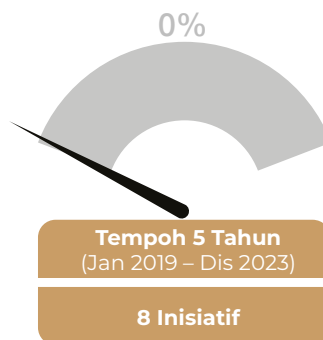 0%
Tempoh 5 Tahun
(Jan 2019 – Dis 2023)
8 Inisiatif